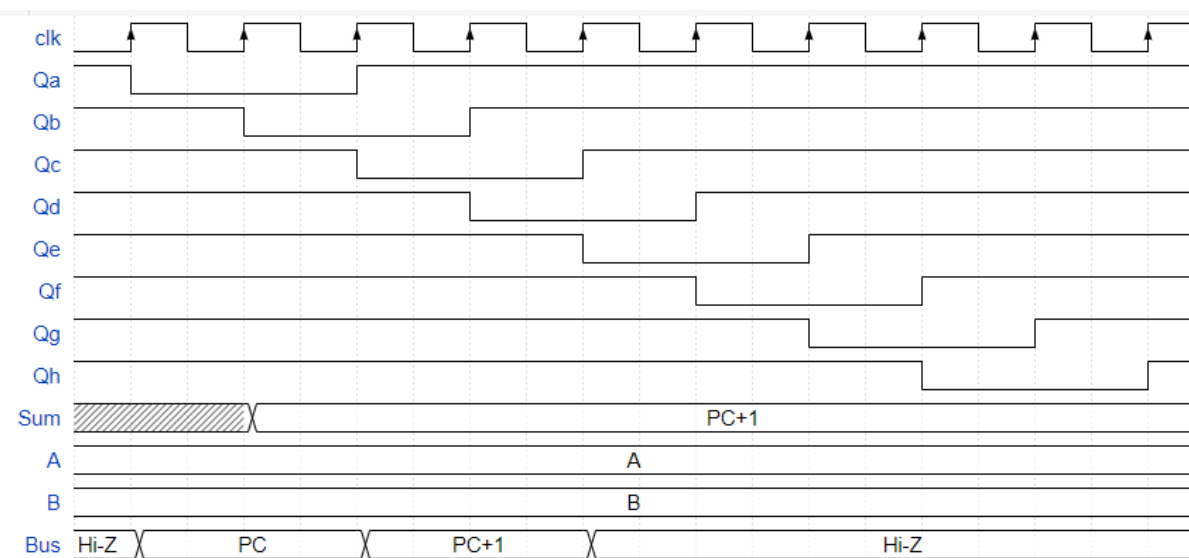 clk
Qa
Qb
Qc
Qd
Qe
Qf
Qg
Qh
Sum PC+1
A A
B B
Bus Hi-Z PC PC+1 Hi-Z